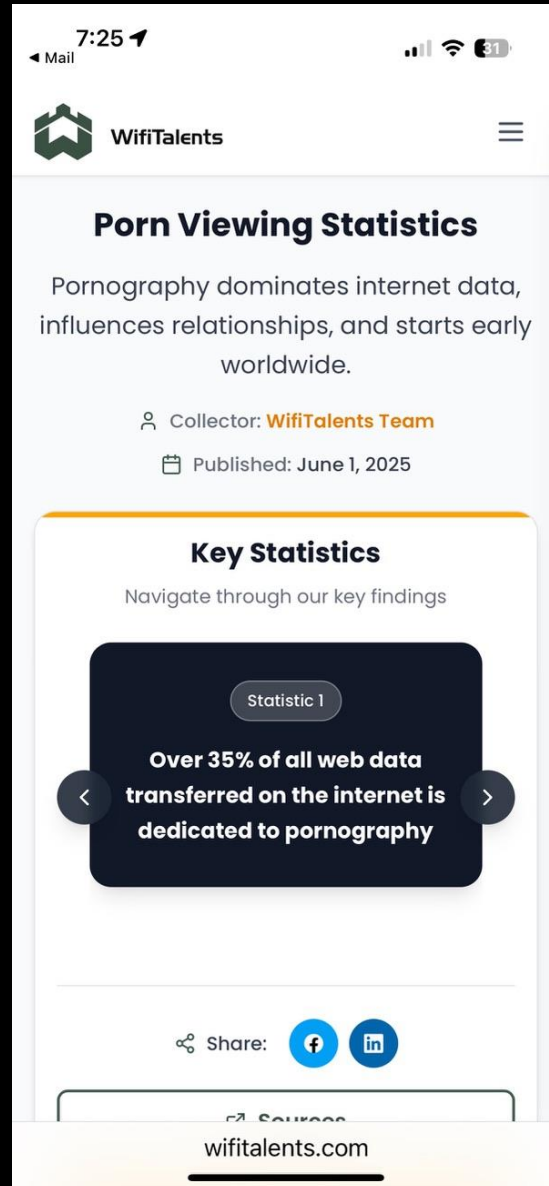 7:25
◀ Mail
31
WifiTalents
Porn Viewing Statistics
Pornography dominates internet data,
influences relationships, and starts early
worldwide.
Collector: WifiTalents Team
Published: June 1, 2025
Key Statistics
Navigate through our key findings
Statistic 1
Over 35% of all web data
transferred on the internet is
dedicated to pornography
Share:
Sources
wifitalents.com